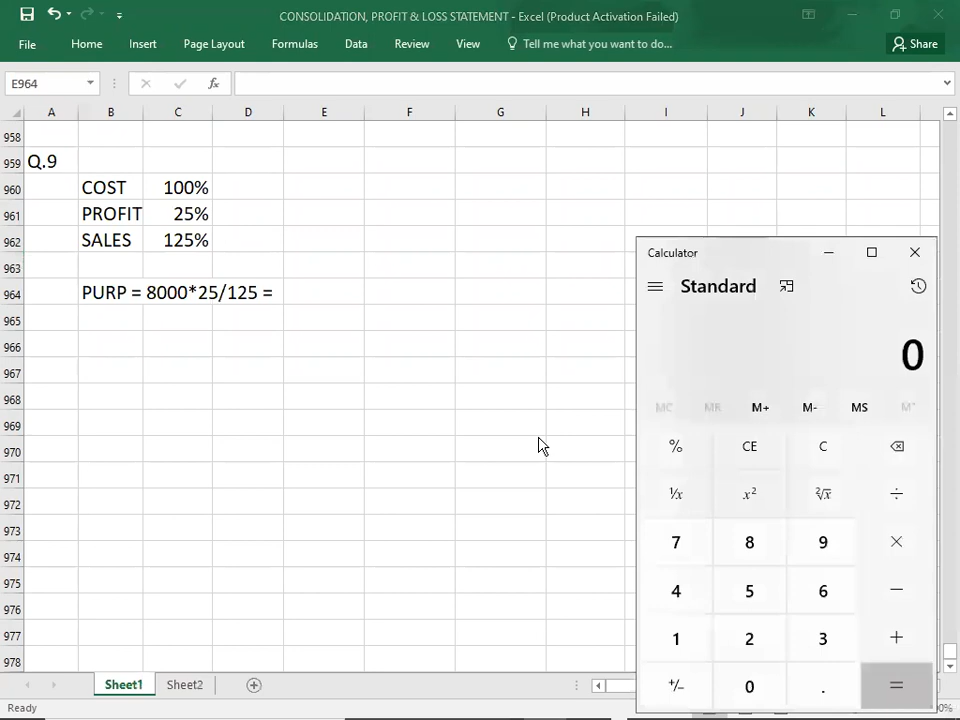 CONSOLIDATION, PROFIT & LOSS STATEMENT - Excel (Product Activation Failed)
File Home Insert Page Layout Formulas Data Review View Tell me what you want to do... Share
E964 fx
A B C D E F G H I J K L
958
959 Q.9
960 COST 100%
961 PROFIT 25%
962 SALES 125%
963
964 PURP = 8000*25/125 =
965
966
967
968
969
970
971
972
973
974
975
976
977
978
Calculator
Standard
0
MC MR M+ M- MS M˅
% CE C
¹/x x² ²√x ÷
7 8 9 ×
4 5 6 −
1 2 3 +
+/− 0 . =
Sheet1 Sheet2
Ready